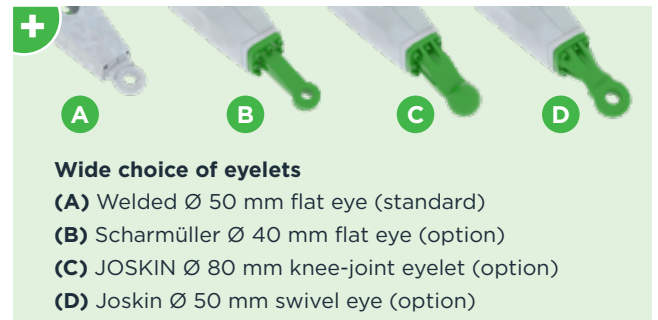 +
A B C D
Wide choice of eyelets
(A) Welded Ø 50 mm flat eye (standard)
(B) Scharmüller Ø 40 mm flat eye (option)
(C) JOSKIN Ø 80 mm knee-joint eyelet (option)
(D) Joskin Ø 50 mm swivel eye (option)